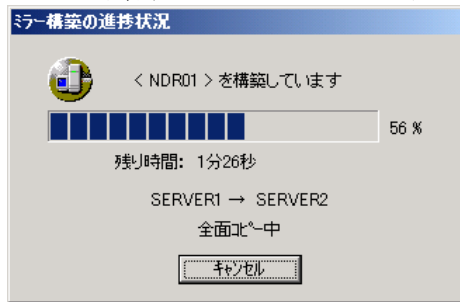 ﾐﾗｰ構築の進捗状況
< NDR01 > を構築しています
56 %
残り時間: 1分26秒
SERVER1 → SERVER2
全面ｺﾋﾟｰ中
ｷｬﾝｾﾙ